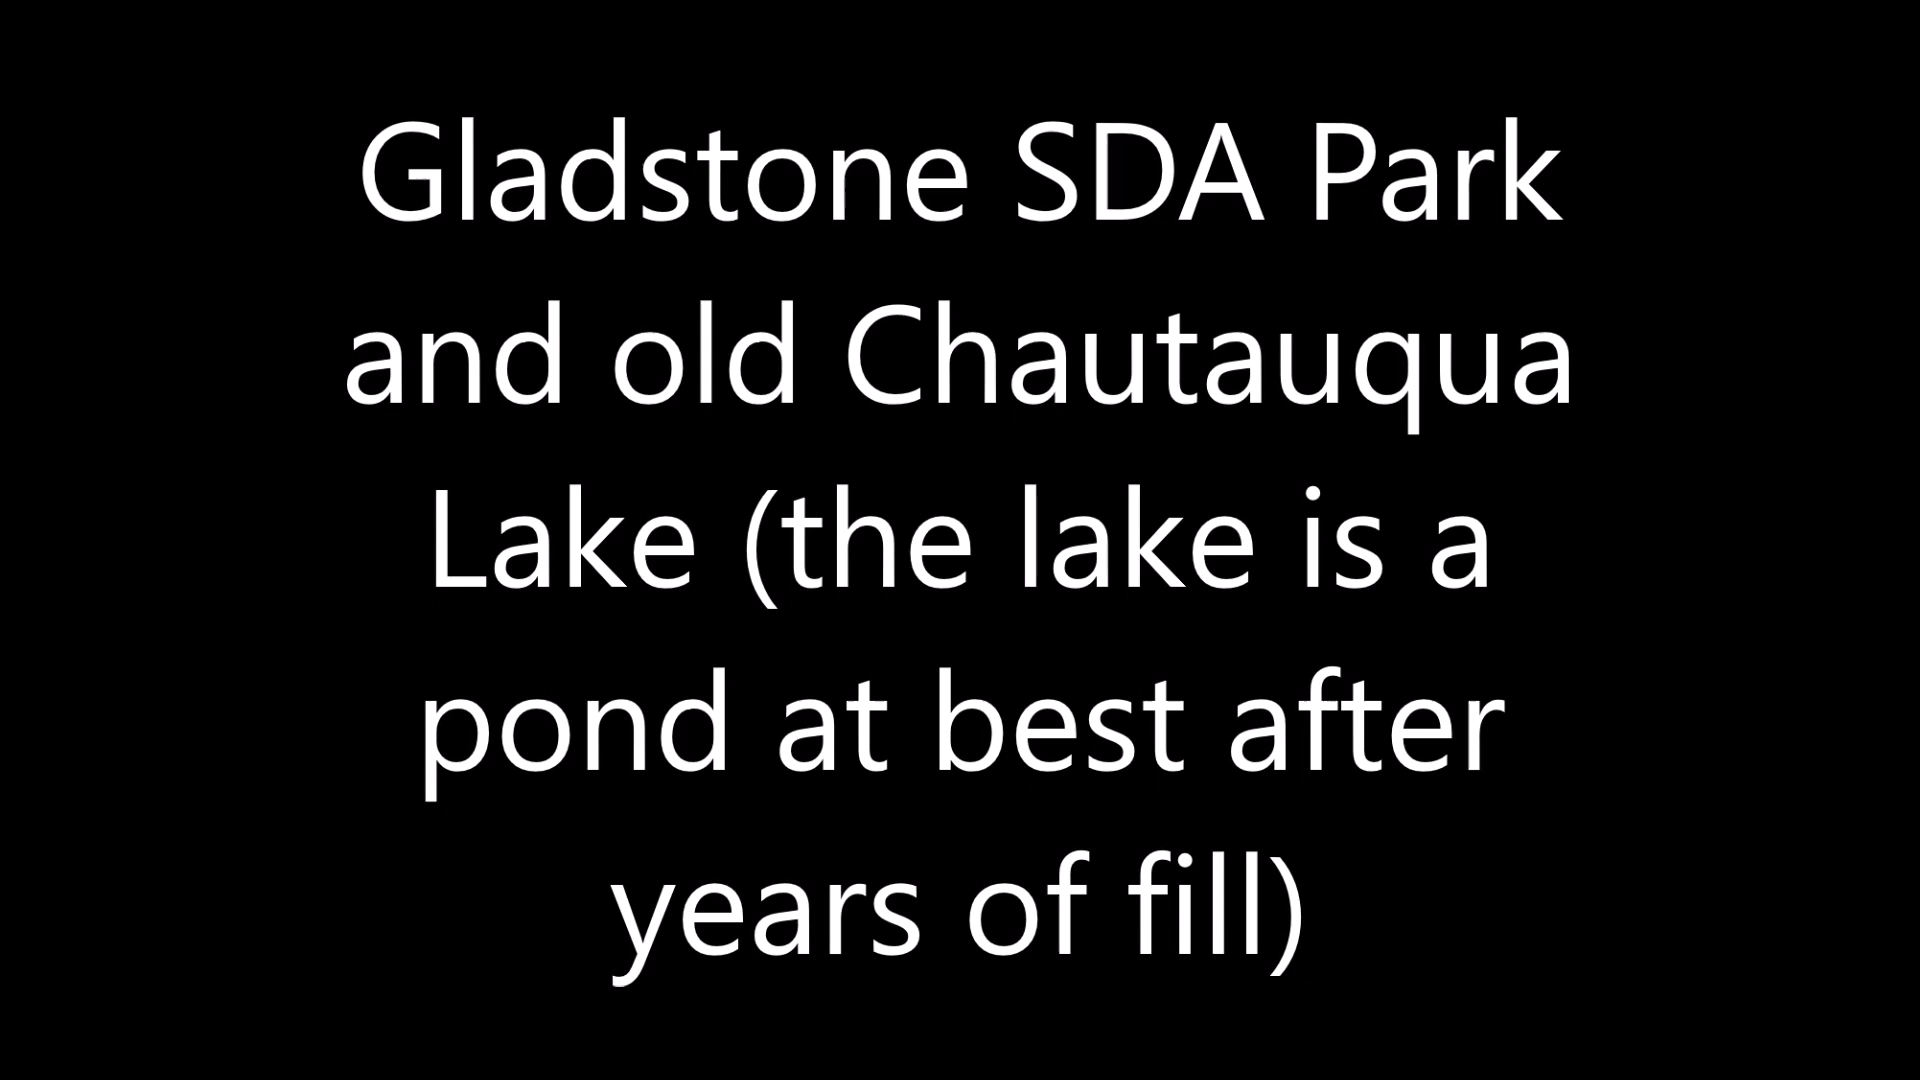 Gladstone SDA Park
and old Chautauqua
Lake (the lake is a
pond at best after
years of fill)